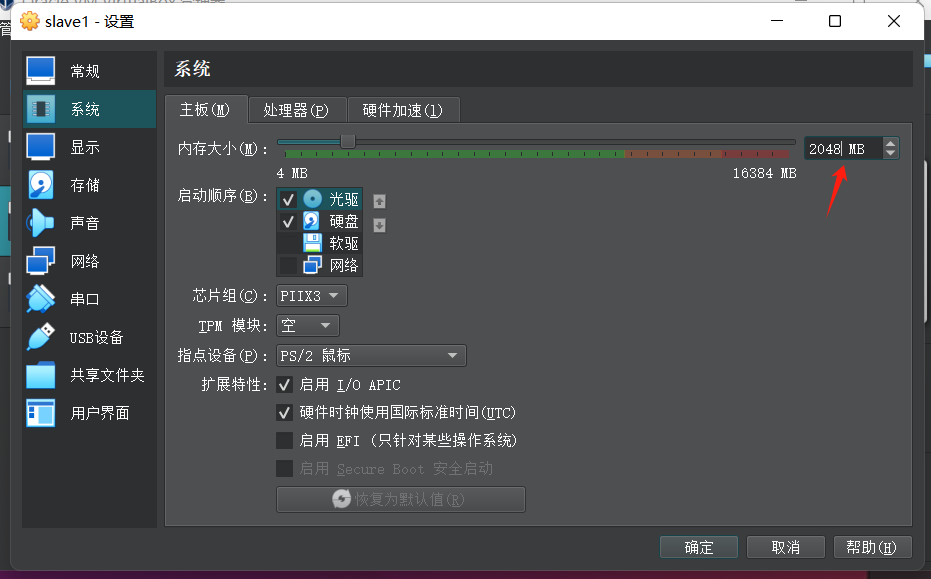 slave1 - 设置
常规
系统
显示
存储
声音
网络
串口
USB设备
共享文件夹
用户界面
系统
主板(M) 处理器(P) 硬件加速(l)
内存大小(M)： 2048 MB
4 MB 16384 MB
启动顺序(B)： 光驱
硬盘
软驱
网络
芯片组(C)： PIIX3
TPM 模块： 空
指点设备(P)： PS/2 鼠标
扩展特性： 启用 I/O APIC
硬件时钟使用国际标准时间(UTC)
启用 EFI (只针对某些操作系统)
启用 Secure Boot 安全启动
恢复为默认值(R)
确定 取消 帮助(H)